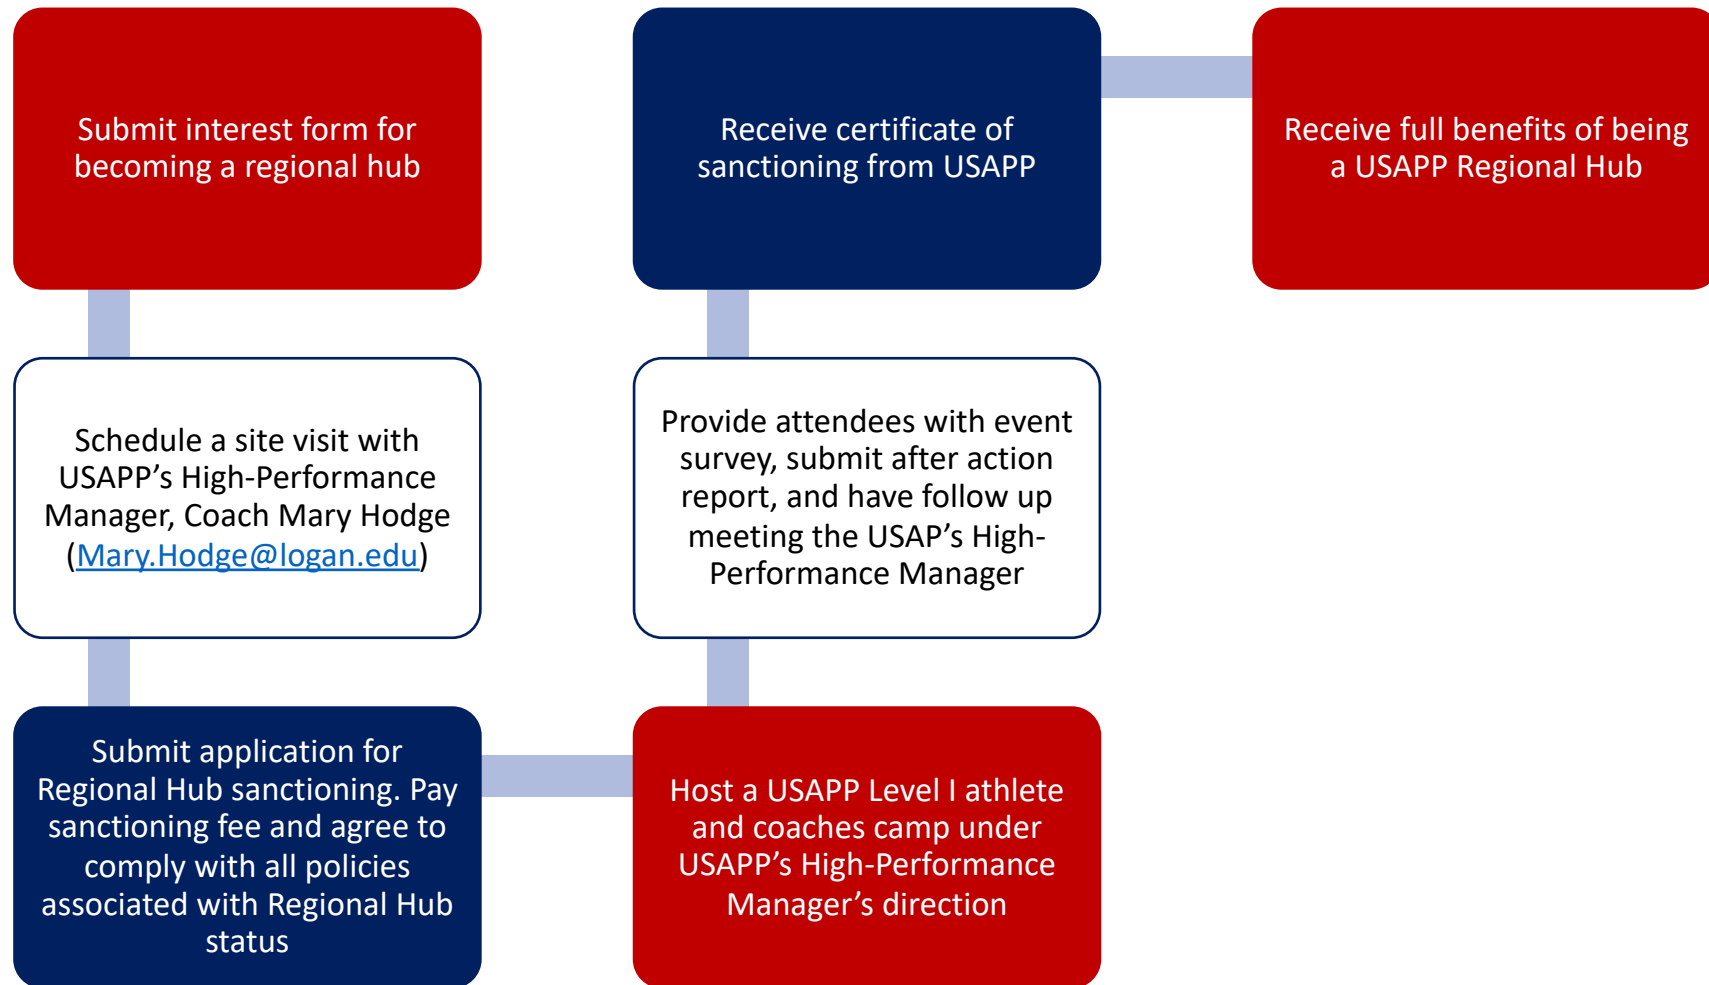 Submit interest form for
becoming a regional hub
Schedule a site visit with
USAPP’s High-Performance
Manager, Coach Mary Hodge
(Mary.Hodge@logan.edu)
Submit application for
Regional Hub sanctioning. Pay
sanctioning fee and agree to
comply with all policies
associated with Regional Hub
status
Host a USAPP Level I athlete
and coaches camp under
USAPP’s High-Performance
Manager’s direction
Provide attendees with event
survey, submit after action
report, and have follow up
meeting the USAP’s High-
Performance Manager
Receive certificate of
sanctioning from USAPP
Receive full benefits of being
a USAPP Regional Hub